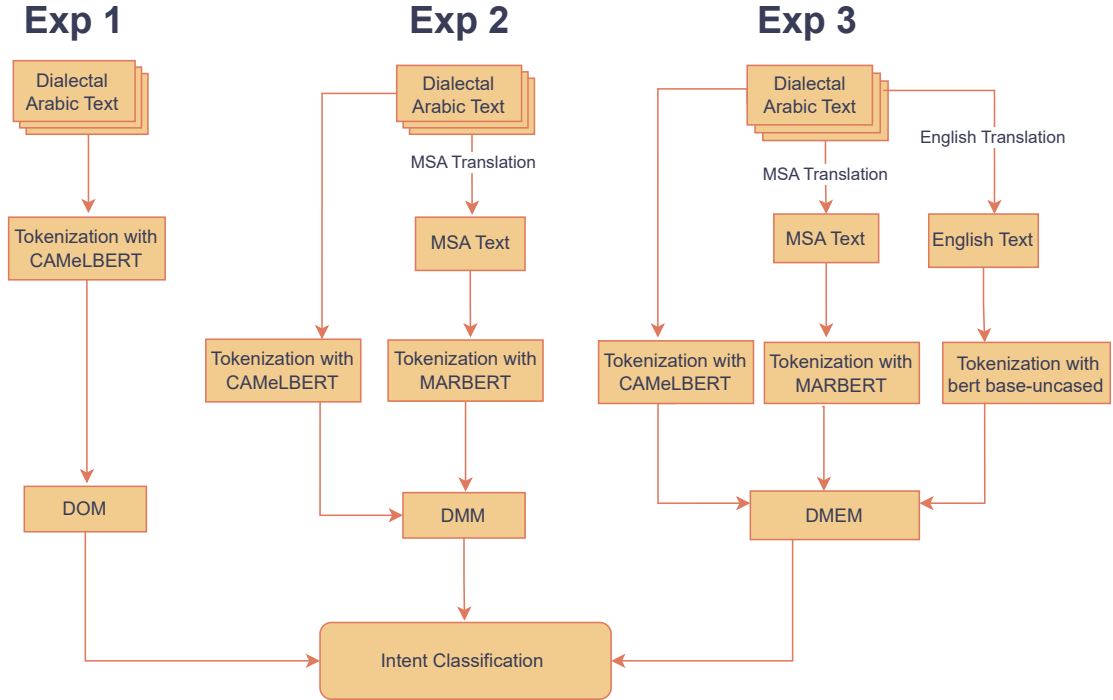 Exp 1
Dialectal
Arabic Text
Tokenization with
CAMeLBERT
DOM
Exp 2
Dialectal
Arabic Text
MSA Translation
MSA Text
Tokenization with
CAMeLBERT
Tokenization with
MARBERT
DMM
Exp 3
Dialectal
Arabic Text
MSA Translation
English Translation
MSA Text
English Text
Tokenization with
CAMeLBERT
Tokenization with
MARBERT
Tokenization with
bert base-uncased
DMEM
Intent Classification